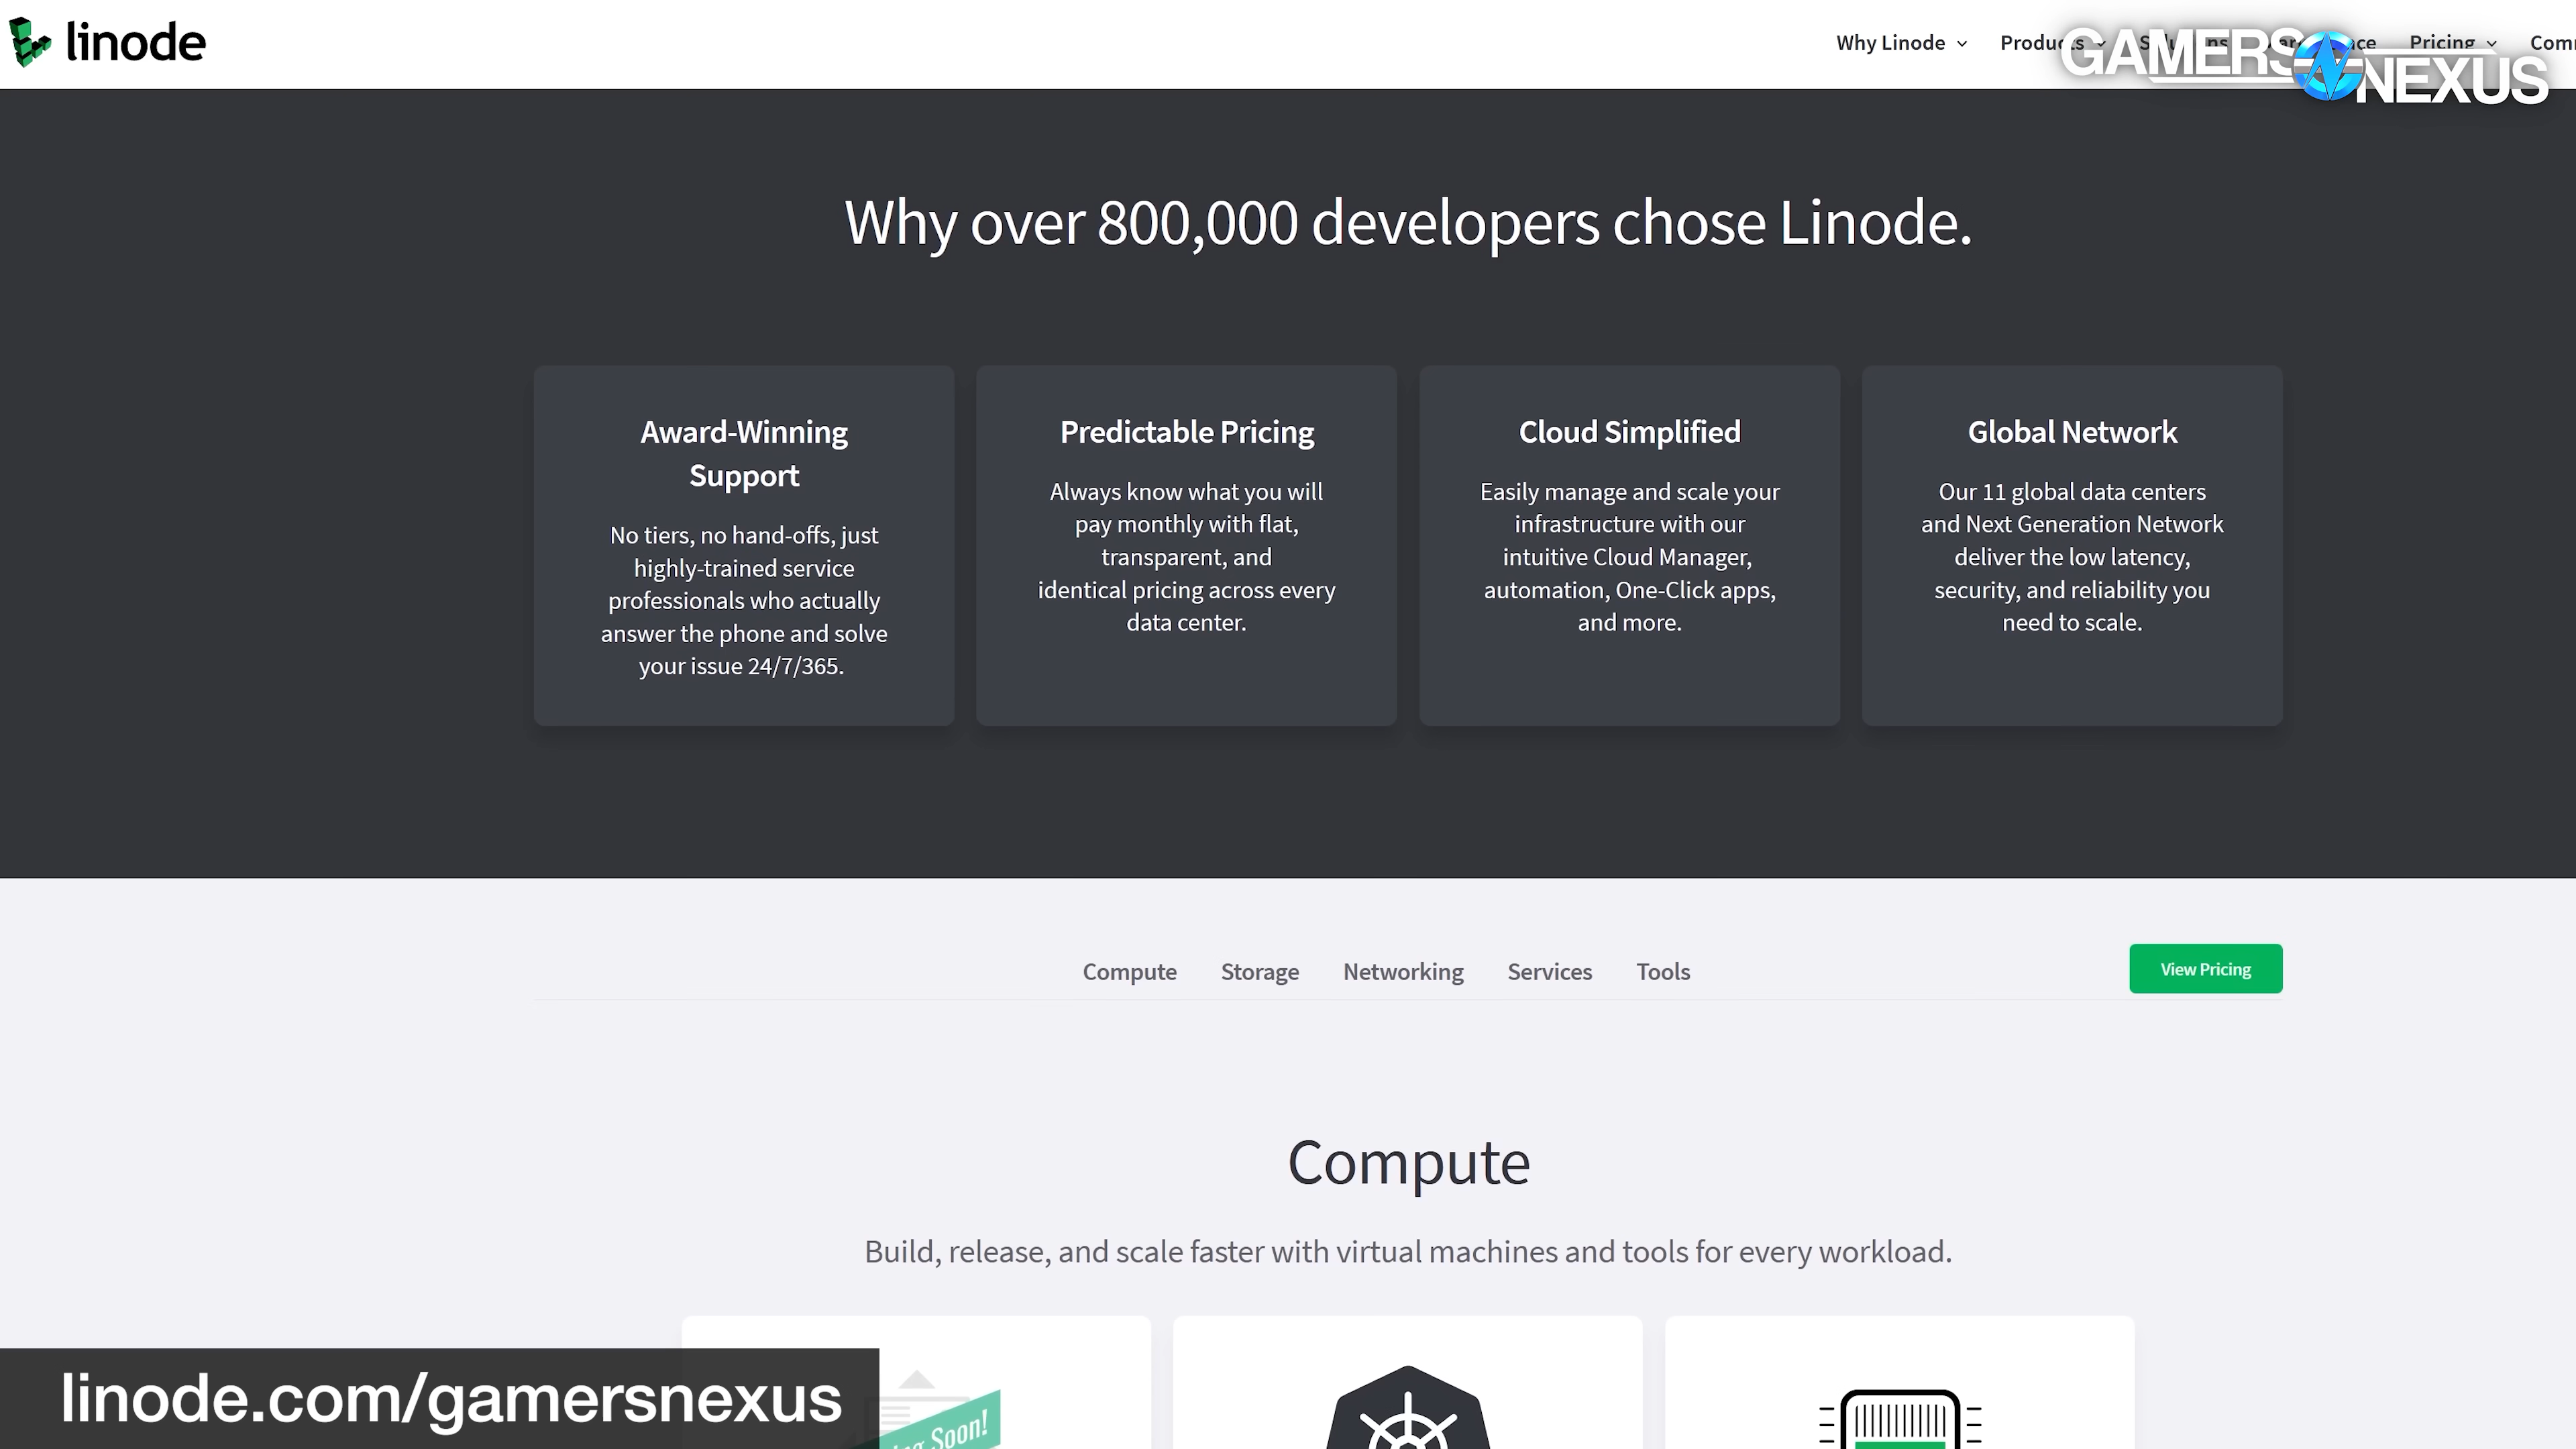 linode
Why Linode
Products
Pricing
GAMERS NEXUS
Why over 800,000 developers chose Linode.
Award-Winning
Support
No tiers, no hand-offs, just
highly-trained service
professionals who actually
answer the phone and solve
your issue 24/7/365.
Predictable Pricing
Always know what you will
pay monthly with flat,
transparent, and
identical pricing across every
data center.
Cloud Simplified
Easily manage and scale your
infrastructure with our
intuitive Cloud Manager,
automation, One-Click apps,
and more.
Global Network
Our 11 global data centers
and Next Generation Network
deliver the low latency,
security, and reliability you
need to scale.
Compute
Storage
Networking
Services
Tools
View Pricing
Compute
Build, release, and scale faster with virtual machines and tools for every workload.
Soon!
linode.com/gamersnexus